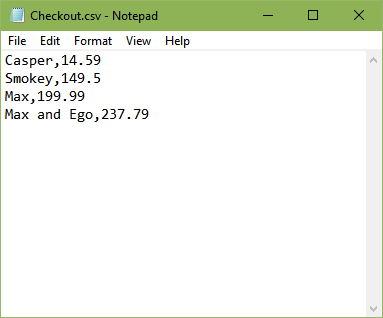 Checkout.csv - Notepad
File Edit Format View Help
Casper,14.59
Smokey,149.5
Max,199.99
Max and Ego,237.79